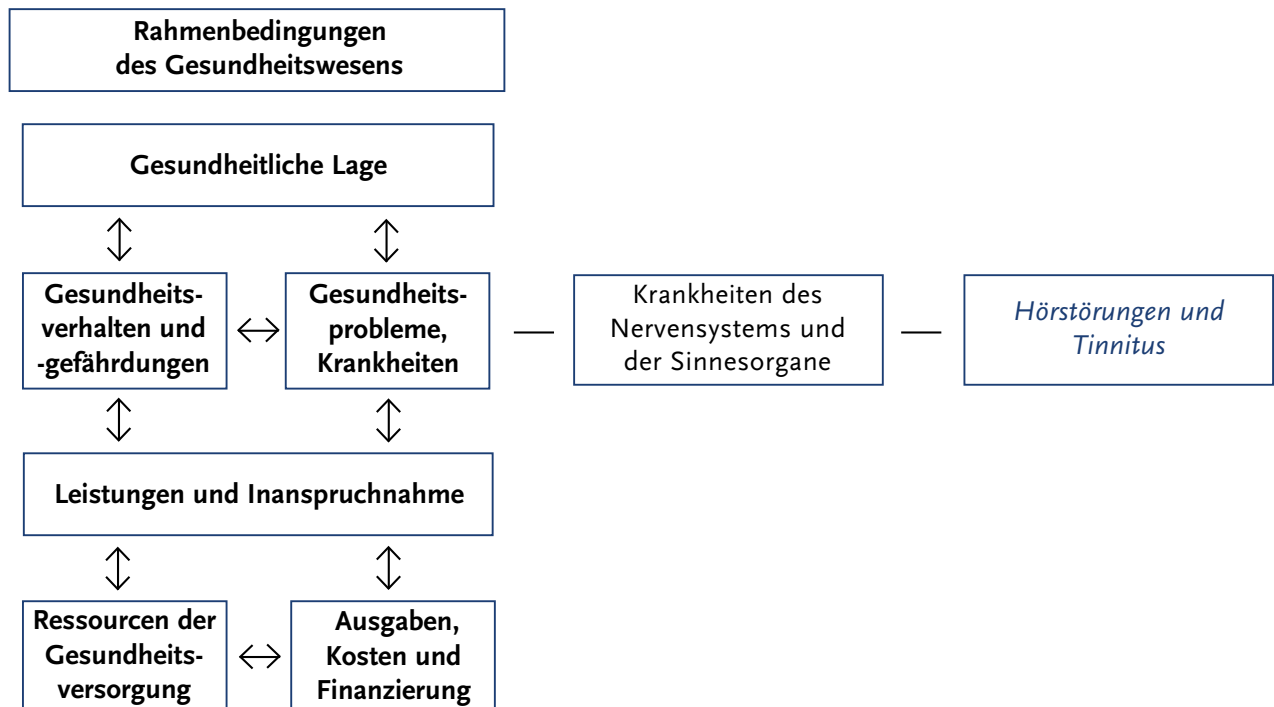 Rahmenbedingungen
des Gesundheitswesens
Gesundheitliche Lage
Gesundheits-
verhalten und
-gefährdungen
Gesundheits-
probleme,
Krankheiten
Krankheiten des
Nervensystems und
der Sinnesorgane
Hörstörungen und
Tinnitus
Leistungen und Inanspruchnahme
Ressourcen der
Gesundheits-
versorgung
Ausgaben,
Kosten und
Finanzierung